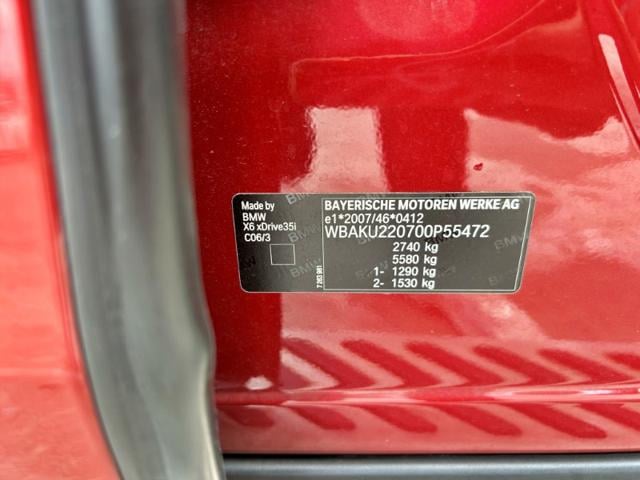 Made by
BMW
X6 xDrive35i
C06/3
BAYERISCHE MOTOREN WERKE AG
e1*2007/46*0412
WBAKU220700P55472
2740 kg
5580 kg
1- 1290 kg
2- 1530 kg